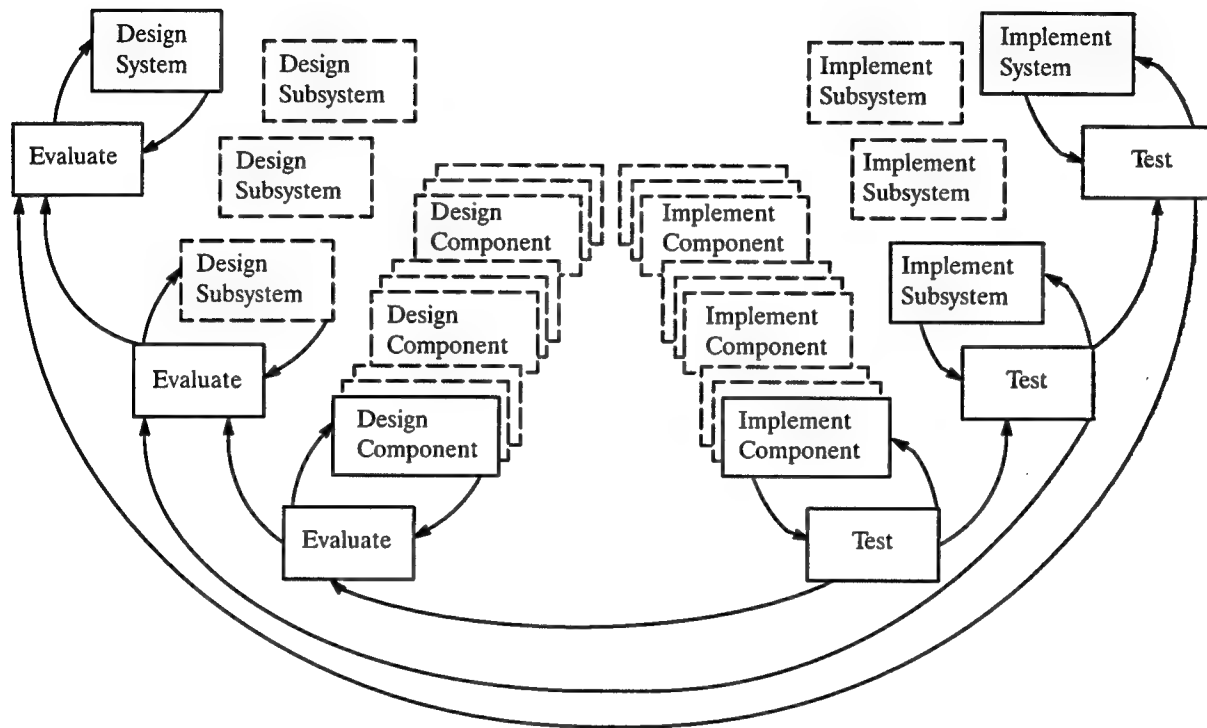 Design
System
Evaluate
Design
Subsystem
Design
Subsystem
Design
Subsystem
Evaluate
Design
Component
Design
Component
Design
Component
Evaluate
Implement
System
Test
Implement
Subsystem
Implement
Subsystem
Implement
Subsystem
Test
Implement
Component
Implement
Component
Implement
Component
Test